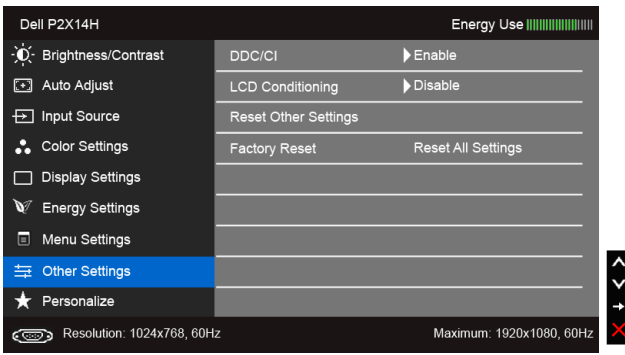 Dell P2X14H
Energy Use
Brightness/Contrast
Auto Adjust
Input Source
Color Settings
Display Settings
Energy Settings
Menu Settings
Other Settings
Personalize
DDC/CI Enable
LCD Conditioning Disable
Reset Other Settings
Factory Reset Reset All Settings
Resolution: 1024x768, 60Hz
Maximum: 1920x1080, 60Hz